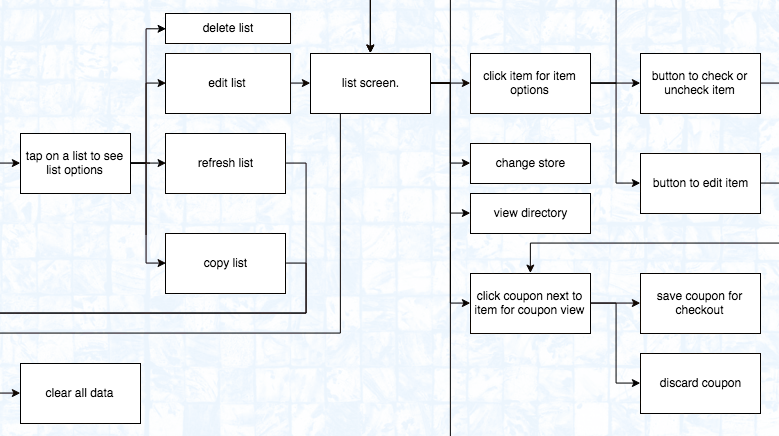 delete list
edit list
list screen.
click item for item
options
button to check or
uncheck item
tap on a list to see
list options
refresh list
change store
button to edit item
view directory
copy list
click coupon next to
item for coupon view
save coupon for
checkout
clear all data
discard coupon